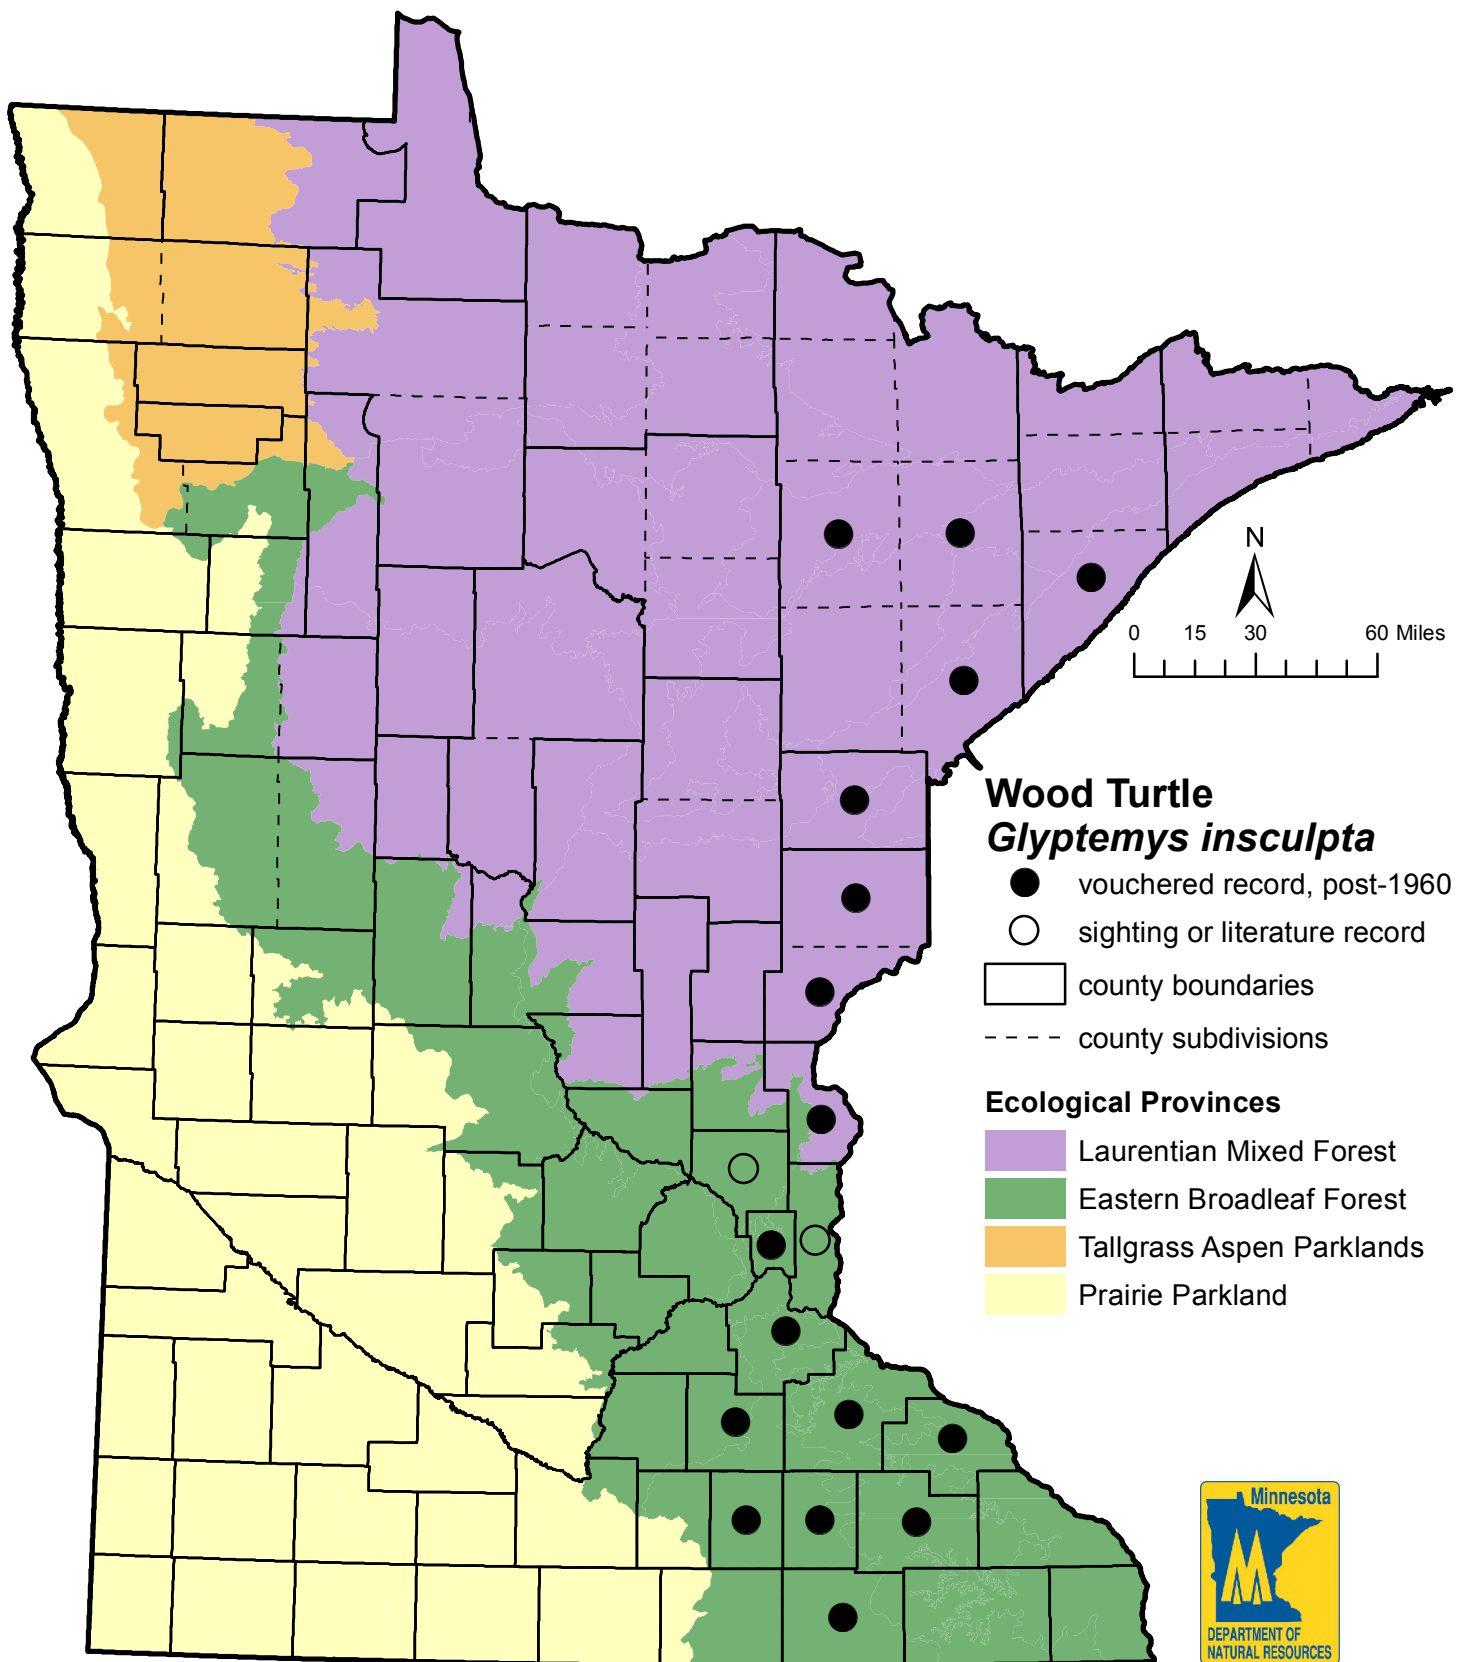 N
0 15 30 60 Miles
Wood Turtle
Glyptemys insculpta
vouchered record, post-1960
sighting or literature record
county boundaries
county subdivisions
Ecological Provinces
Laurentian Mixed Forest
Eastern Broadleaf Forest
Tallgrass Aspen Parklands
Prairie Parkland
Minnesota
DEPARTMENT OF
NATURAL RESOURCES